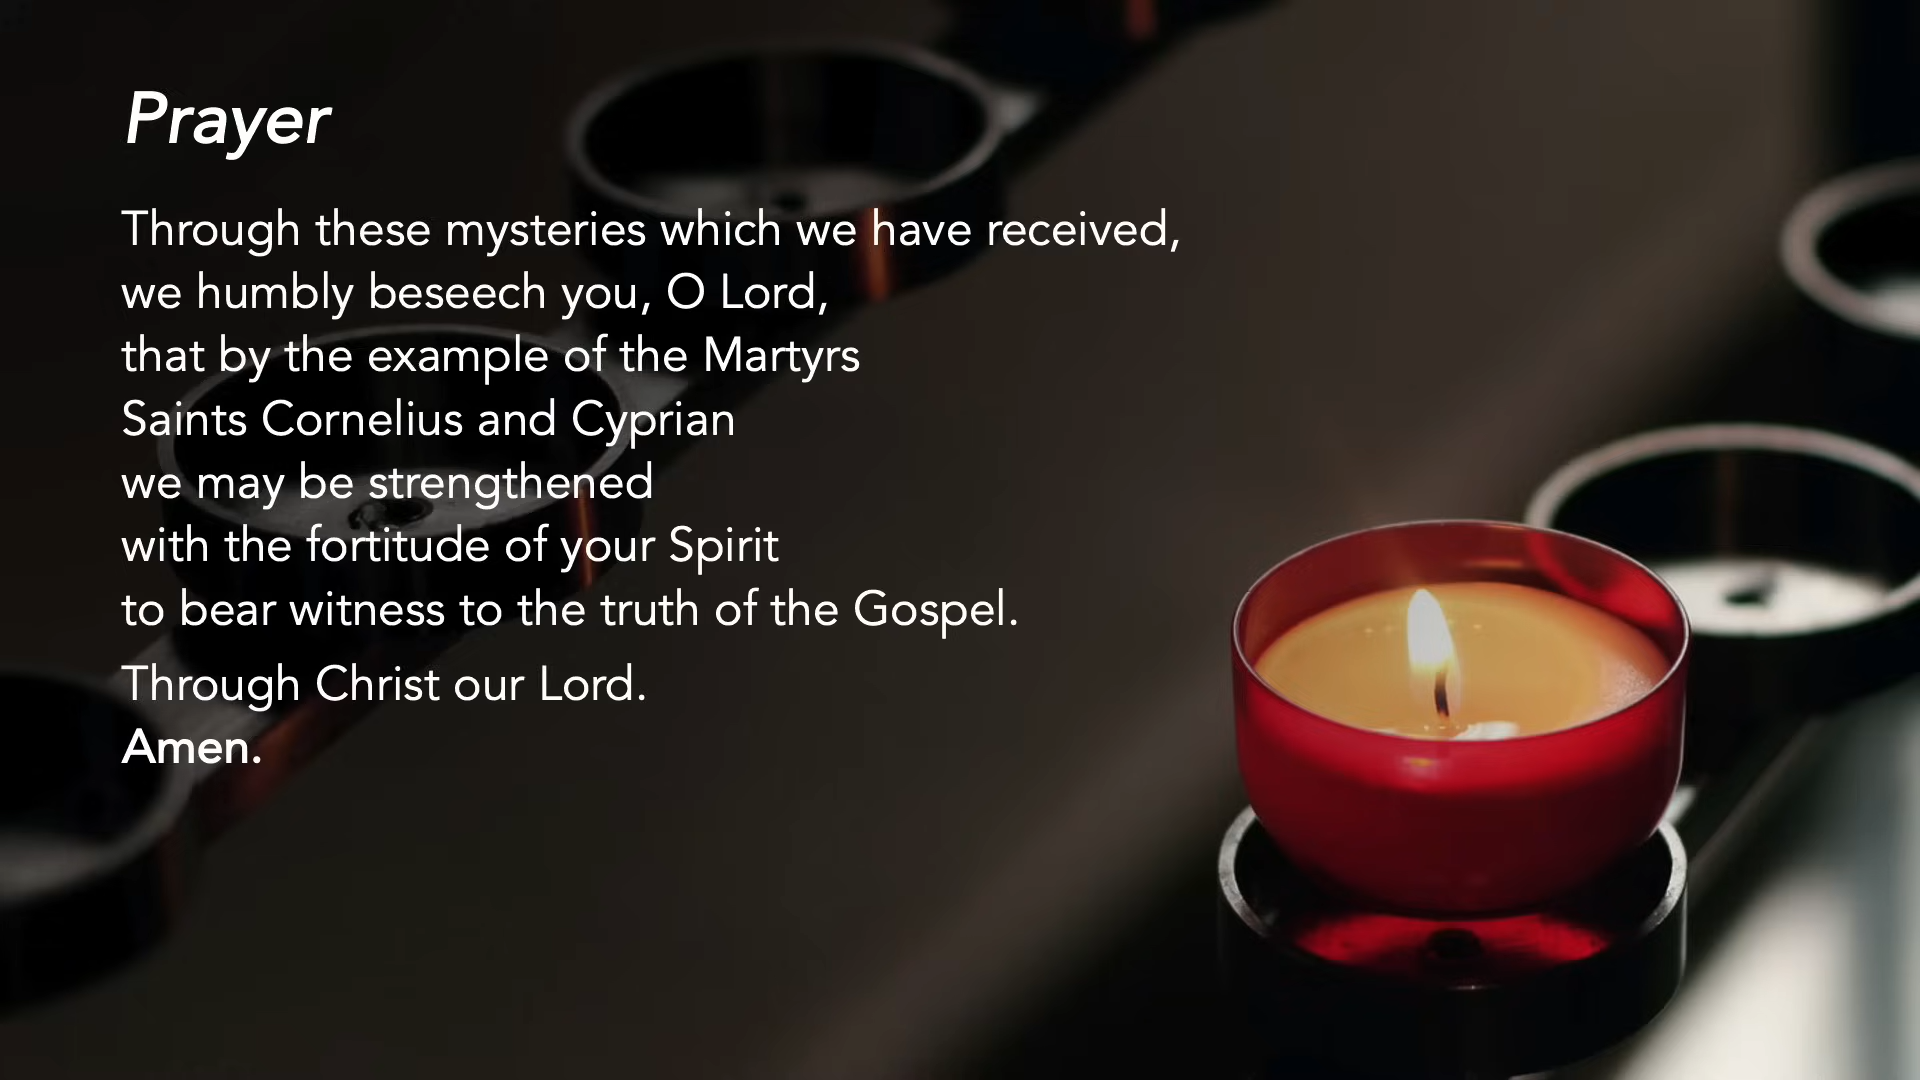 Prayer
Through these mysteries which we have received,
we humbly beseech you, O Lord,
that by the example of the Martyrs
Saints Cornelius and Cyprian
we may be strengthened
with the fortitude of your Spirit
to bear witness to the truth of the Gospel.
Through Christ our Lord.
Amen.